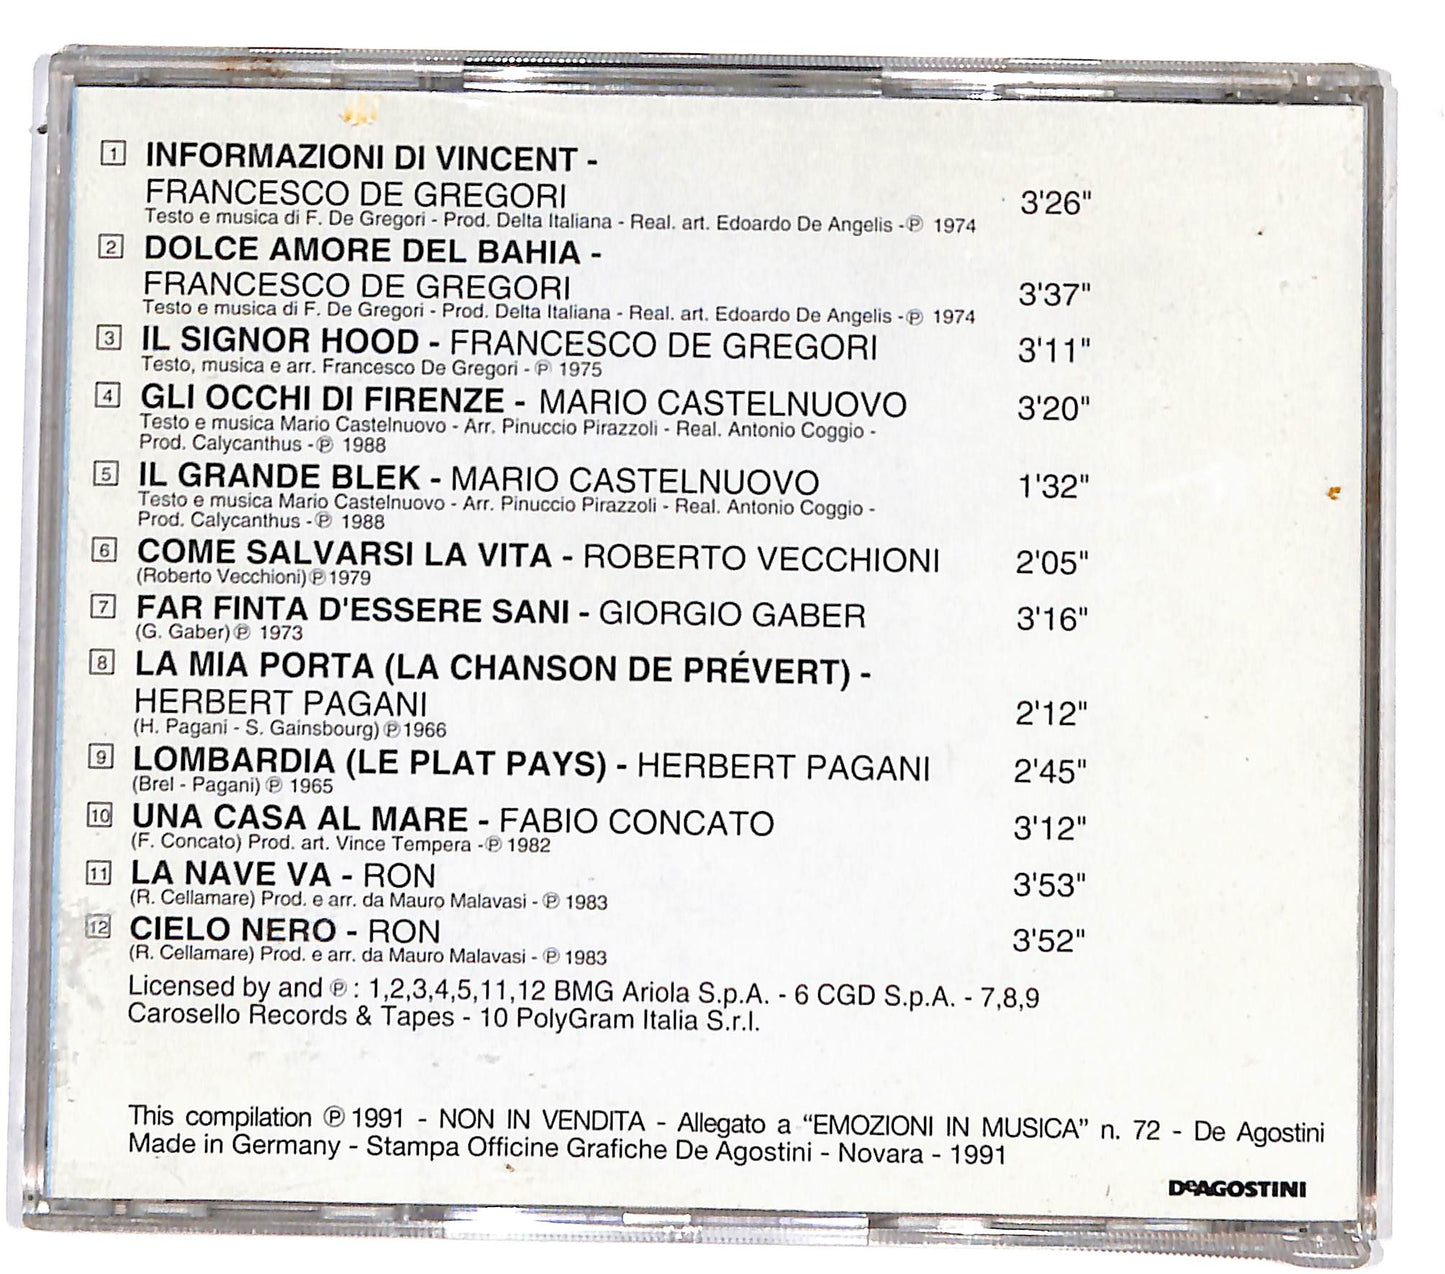 1 INFORMAZIONI DI VINCENT -
FRANCESCO DE GREGORI 3'26"
Testo e musica di F. De Gregori - Prod. Delta Italiana - Real. art. Edoardo De Angelis -℗ 1974
2 DOLCE AMORE DEL BAHIA -
FRANCESCO DE GREGORI 3'37"
Testo e musica di F. De Gregori - Prod. Delta Italiana - Real. art. Edoardo De Angelis -℗ 1974
3 IL SIGNOR HOOD - FRANCESCO DE GREGORI 3'11"
Testo, musica e arr. Francesco De Gregori - ℗ 1975
4 GLI OCCHI DI FIRENZE - MARIO CASTELNUOVO 3'20"
Testo e musica Mario Castelnuovo - Arr. Pinuccio Pirazzoli - Real. Antonio Coggio -
Prod. Calycanthus -℗ 1988
5 IL GRANDE BLEK - MARIO CASTELNUOVO 1'32"
Testo e musica Mario Castelnuovo - Arr. Pinuccio Pirazzoli - Real. Antonio Coggio -
Prod. Calycanthus -℗ 1988
6 COME SALVARSI LA VITA - ROBERTO VECCHIONI 2'05"
(Roberto Vecchioni)℗1979
7 FAR FINTA D'ESSERE SANI - GIORGIO GABER 3'16"
(G. Gaber)℗ 1973
8 LA MIA PORTA (LA CHANSON DE PRÉVERT) -
HERBERT PAGANI 2'12"
(H. Pagani - S. Gainsbourg)℗1966
9 LOMBARDIA (LE PLAT PAYS) - HERBERT PAGANI 2'45"
(Brel - Pagani) ℗ 1965
10 UNA CASA AL MARE - FABIO CONCATO 3'12"
(F. Concato) Prod. art. Vince Tempera -℗1982
11 LA NAVE VA - RON 3'53"
(R. Cellamare) Prod. e arr. da Mauro Malavasi - ℗ 1983
12 CIELO NERO - RON 3'52"
(R. Cellamare) Prod. e arr. da Mauro Malavasi - ℗ 1983
Licensed by and ℗ : 1,2,3,4,5,11,12 BMG Ariola S.p.A. - 6 CGD S.p.A. - 7,8,9
Carosello Records & Tapes - 10 PolyGram Italia S.r.l.
This compilation ℗ 1991 - NON IN VENDITA - Allegato a “EMOZIONI IN MUSICA” n. 72 - De Agostini
Made in Germany - Stampa Officine Grafiche De Agostini - Novara - 1991
DeAGOSTINI